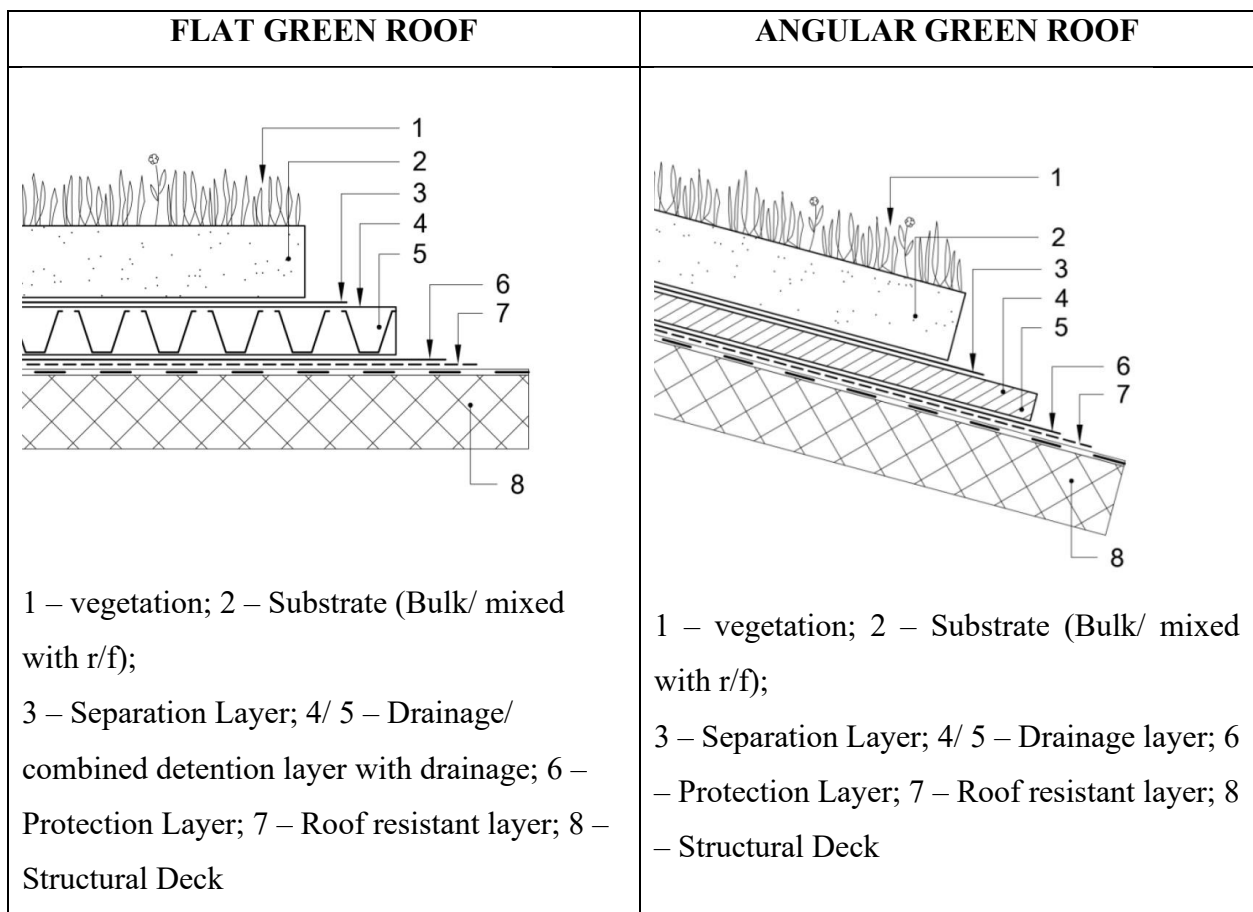 FLAT GREEN ROOF
1
2
3
4
5
6
7
8
1 – vegetation; 2 – Substrate (Bulk/ mixed
with r/f);
3 – Separation Layer; 4/ 5 – Drainage/
combined detention layer with drainage; 6 –
Protection Layer; 7 – Roof resistant layer; 8 –
Structural Deck
ANGULAR GREEN ROOF
1
2
3
4
5
6
7
8
1 – vegetation; 2 – Substrate (Bulk/ mixed
with r/f);
3 – Separation Layer; 4/ 5 – Drainage layer; 6
– Protection Layer; 7 – Roof resistant layer; 8
– Structural Deck